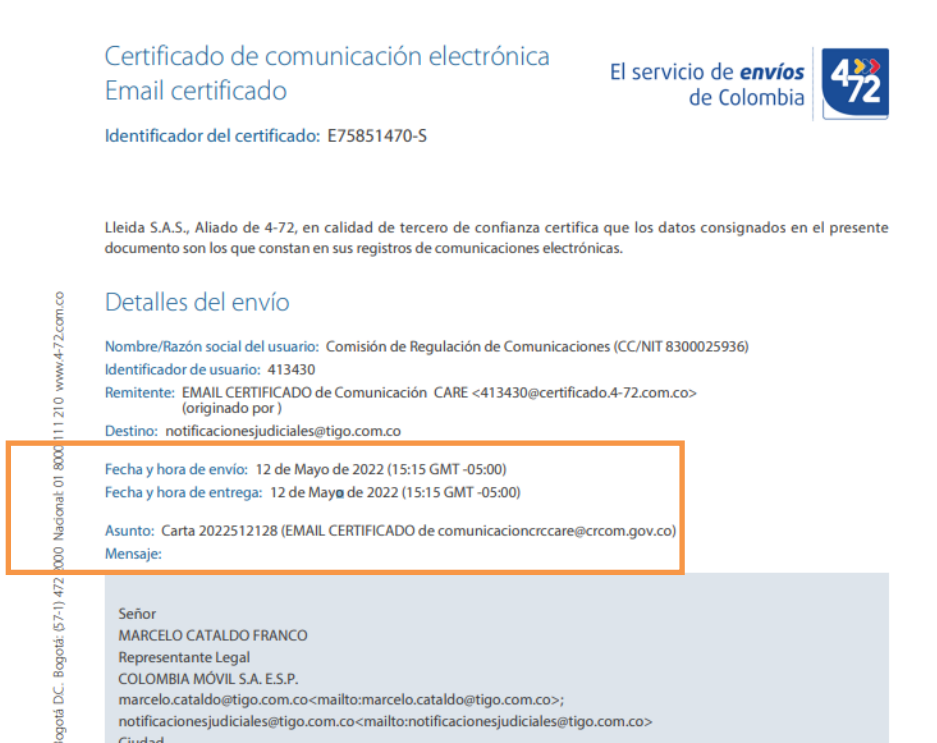 Certificado de comunicación electrónica
Email certificado
El servicio de envíos
de Colombia
4-72
Identificador del certificado: E75851470-S
Lleida S.A.S., Aliado de 4-72, en calidad de tercero de confianza certifica que los datos consignados en el presente
documento son los que constan en sus registros de comunicaciones electrónicas.
Detalles del envío
Nombre/Razón social del usuario: Comisión de Regulación de Comunicaciones (CC/NIT 8300025936)
Identificador de usuario: 413430
Remitente: EMAIL CERTIFICADO de Comunicación CARE <413430@certificado.4-72.com.co>
(originado por )
Destino: notificacionesjudiciales@tigo.com.co
Fecha y hora de envío: 12 de Mayo de 2022 (15:15 GMT -05:00)
Fecha y hora de entrega: 12 de Mayo de 2022 (15:15 GMT -05:00)
Asunto: Carta 2022512128 (EMAIL CERTIFICADO de comunicacioncrccare@crcom.gov.co)
Mensaje:
Señor
MARCELO CATALDO FRANCO
Representante Legal
COLOMBIA MÓVIL S.A. E.S.P.
marcelo.cataldo@tigo.com.co<mailto:marcelo.cataldo@tigo.com.co>;
notificacionesjudiciales@tigo.com.co<mailto:notificacionesjudiciales@tigo.com.co>
Ciudad
Bogotá D.C. Bogotá: (57-1) 472 2000 Nacional: 01 8000 111 210 www.4-72.com.co